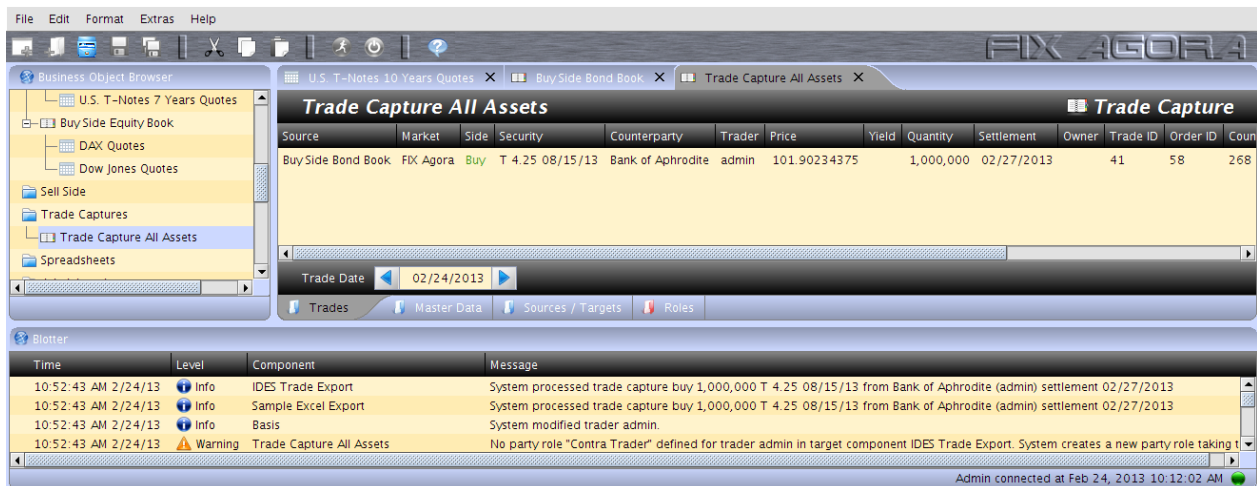 File Edit Format Extras Help
FIX AGORA
Business Object Browser
U.S. T-Notes 7 Years Quotes
Buy Side Equity Book
DAX Quotes
Dow Jones Quotes
Sell Side
Trade Captures
Trade Capture All Assets
Spreadsheets
U.S. T-Notes 10 Years Quotes Buy Side Bond Book Trade Capture All Assets
Trade Capture All Assets Trade Capture
Source Market Side Security Counterparty Trader Price Yield Quantity Settlement Owner Trade ID Order ID Coun
Buy Side Bond Book FIX Agora Buy T 4.25 08/15/13 Bank of Aphrodite admin 101.90234375 1,000,000 02/27/2013 41 58 268
Trade Date 02/24/2013
Trades Master Data Sources / Targets Roles
Blotter
Time Level Component Message
10:52:43 AM 2/24/13 Info IDES Trade Export System processed trade capture buy 1,000,000 T 4.25 08/15/13 from Bank of Aphrodite (admin) settlement 02/27/2013
10:52:43 AM 2/24/13 Info Sample Excel Export System processed trade capture buy 1,000,000 T 4.25 08/15/13 from Bank of Aphrodite (admin) settlement 02/27/2013
10:52:43 AM 2/24/13 Info Basis System modified trader admin.
10:52:43 AM 2/24/13 Warning Trade Capture All Assets No party role "Contra Trader" defined for trader admin in target component IDES Trade Export. System creates a new party role taking t
Admin connected at Feb 24, 2013 10:12:02 AM